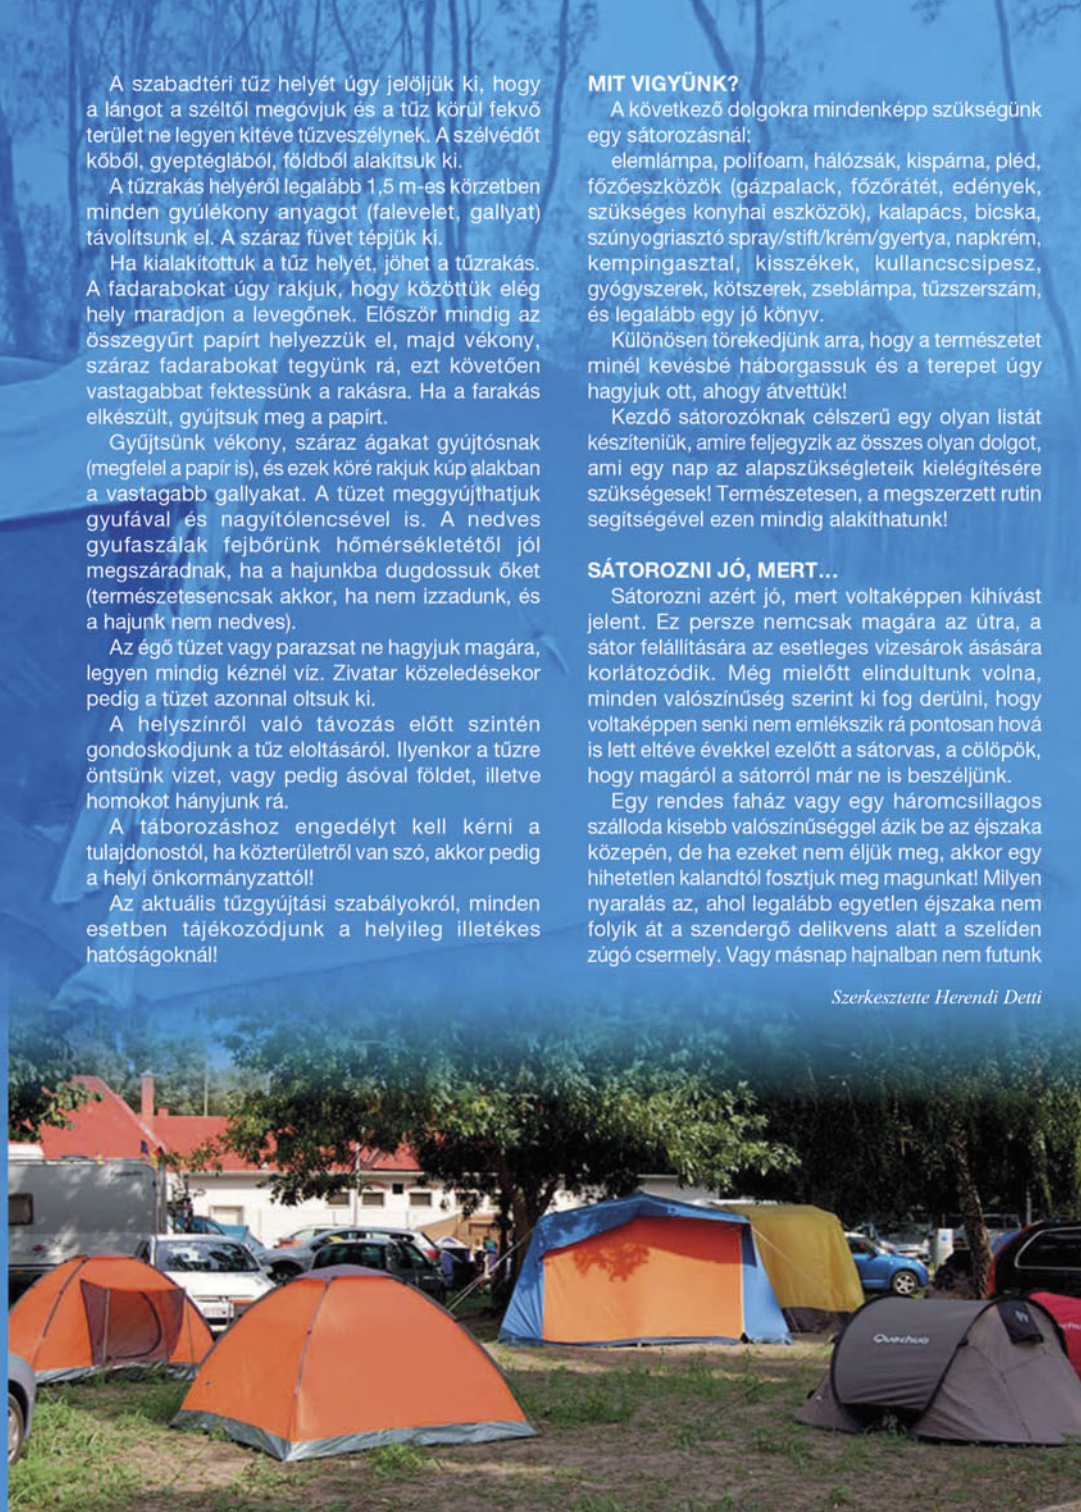 A szabadtéri tűz helyét úgy jelöljük ki, hogy
a lángot a széltől megóvjuk és a tűz körül fekvő
terület ne legyen kitéve tűzveszélynek. A szélvédőt
kőből, gyeptéglából, földből alakítsuk ki.
A tűzrakás helyéről legalább 1,5 m-es körzetben
minden gyúlékony anyagot (falevelet, gallyat)
távolítsunk el. A száraz füvet tépjük ki.
Ha kialakítottuk a tűz helyét, jöhet a tűzrakás.
A fadarabokat úgy rakjuk, hogy közöttük elég
hely maradjon a levegőnek. Először mindig az
összegyűrt papírt helyezzük el, majd vékony,
száraz fadarabokat tegyünk rá, ezt követően
vastagabbat fektessünk a rakásra. Ha a farakás
elkészült, gyújtsuk meg a papírt.
Gyűjtsünk vékony, száraz ágakat gyújtósnak
(megfelel a papír is), és ezek köré rakjuk kúp alakban
a vastagabb gallyakat. A tüzet meggyújthatjuk
gyufával és nagyítólencsével is. A nedves
gyufaszálak fejbőrünk hőmérsékletétől jól
megszáradnak, ha a hajunkba dugdossuk őket
(természetesencsak akkor, ha nem izzadunk, és
a hajunk nem nedves).
Az égő tüzet vagy parazsat ne hagyjuk magára,
legyen mindig kéznél víz. Zivatar közeledésekor
pedig a tüzet azonnal oltsuk ki.
A helyszínről való távozás előtt szintén
gondoskodjunk a tűz eloltásáról. Ilyenkor a tűzre
öntsünk vizet, vagy pedig ásóval földet, illetve
homokot hányjunk rá.
A táborozáshoz engedélyt kell kérni a
tulajdonostól, ha közterületről van szó, akkor pedig
a helyi önkormányzattól!
Az aktuális tűzgyújtási szabályokról, minden
esetben tájékozódjunk a helyileg illetékes
hatóságoknál!
MIT VIGYÜNK?
A következő dolgokra mindenképp szükségünk
egy sátorozásnál:
elemlámpa, polifoam, hálózsák, kispárna, pléd,
főzőeszközök (gázpalack, főzőrátét, edények,
szükséges konyhai eszközök), kalapács, bicska,
szúnyogriasztó spray/stift/krém/gyertya, napkrém,
kempingasztal, kisszékek, kullancscsipesz,
gyógyszerek, kötszerek, zseblámpa, tűzszerszám,
és legalább egy jó könyv.
Különösen törekedjünk arra, hogy a természetet
minél kevésbé háborgassuk és a terepet úgy
hagyjuk ott, ahogy átvettük!
Kezdő sátorozóknak célszerű egy olyan listát
készíteniük, amire feljegyzik az összes olyan dolgot,
ami egy nap az alapszükségleteik kielégítésére
szükségesek! Természetesen, a megszerzett rutin
segítségével ezen mindig alakíthatunk!
SÁTOROZNI JÓ, MERT...
Sátorozni azért jó, mert voltaképpen kihívást
jelent. Ez persze nemcsak magára az útra, a
sátor felállítására az esetleges vizesárok ásására
korlátozódik. Még mielőtt elindultunk volna,
minden valószínűség szerint ki fog derülni, hogy
voltaképpen senki nem emlékszik rá pontosan hová
is lett eltéve évekkel ezelőtt a sátorvas, a cölöpök,
hogy magáról a sátorról már ne is beszéljünk.
Egy rendes faház vagy egy háromcsillagos
szálloda kisebb valószínűséggel ázik be az éjszaka
közepén, de ha ezeket nem éljük meg, akkor egy
hihetetlen kalandtól fosztjuk meg magunkat! Milyen
nyaralás az, ahol legalább egyetlen éjszaka nem
folyik át a szendergő delikvens alatt a szelíden
zúgó csermely. Vagy másnap hajnalban nem futunk
Szerkesztette Herendi Detti
Quechua